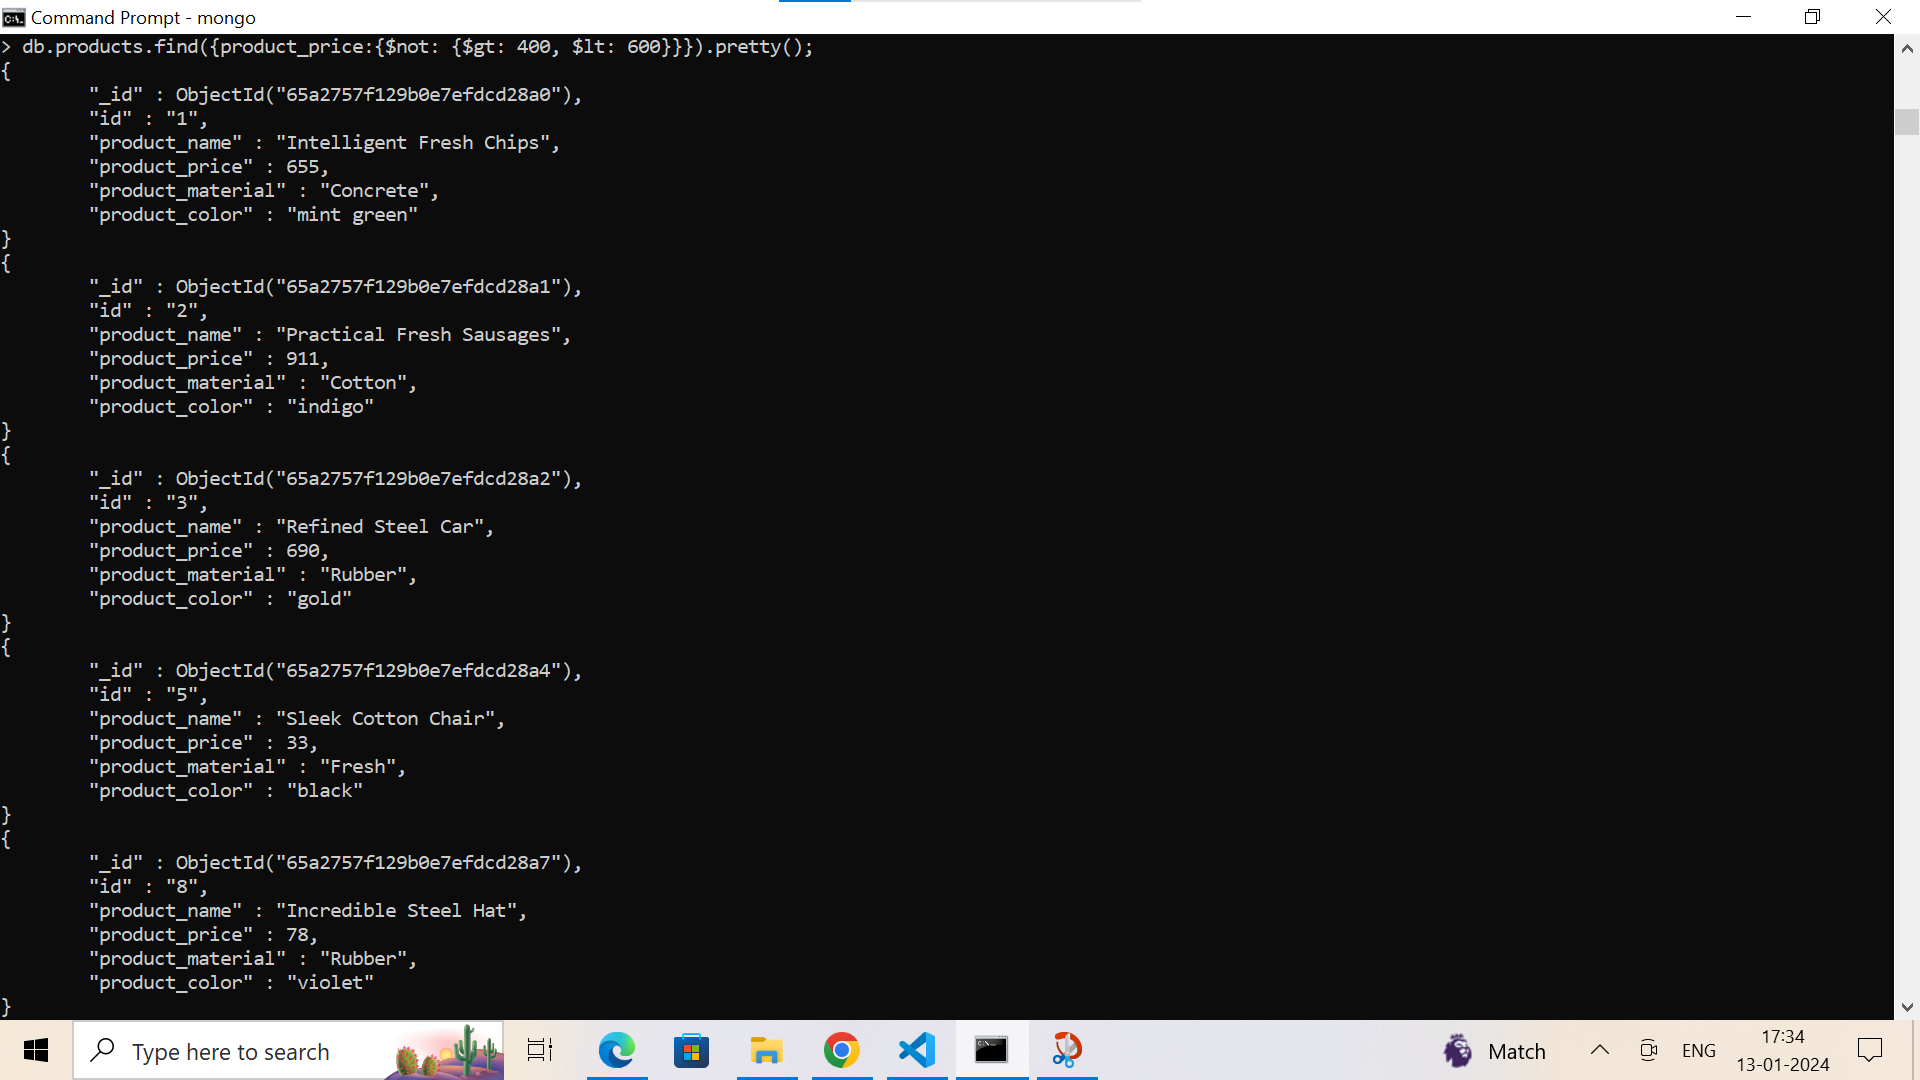 Command Prompt - mongo
> db.products.find({product_price:{$not: {$gt: 400, $lt: 600}}}).pretty();
{
"_id" : ObjectId("65a2757f129b0e7efdcd28a0"),
"id" : "1",
"product_name" : "Intelligent Fresh Chips",
"product_price" : 655,
"product_material" : "Concrete",
"product_color" : "mint green"
}
{
"_id" : ObjectId("65a2757f129b0e7efdcd28a1"),
"id" : "2",
"product_name" : "Practical Fresh Sausages",
"product_price" : 911,
"product_material" : "Cotton",
"product_color" : "indigo"
}
{
"_id" : ObjectId("65a2757f129b0e7efdcd28a2"),
"id" : "3",
"product_name" : "Refined Steel Car",
"product_price" : 690,
"product_material" : "Rubber",
"product_color" : "gold"
}
{
"_id" : ObjectId("65a2757f129b0e7efdcd28a4"),
"id" : "5",
"product_name" : "Sleek Cotton Chair",
"product_price" : 33,
"product_material" : "Fresh",
"product_color" : "black"
}
{
"_id" : ObjectId("65a2757f129b0e7efdcd28a7"),
"id" : "8",
"product_name" : "Incredible Steel Hat",
"product_price" : 78,
"product_material" : "Rubber",
"product_color" : "violet"
}
Type here to search
Match
ENG
17:34
13-01-2024